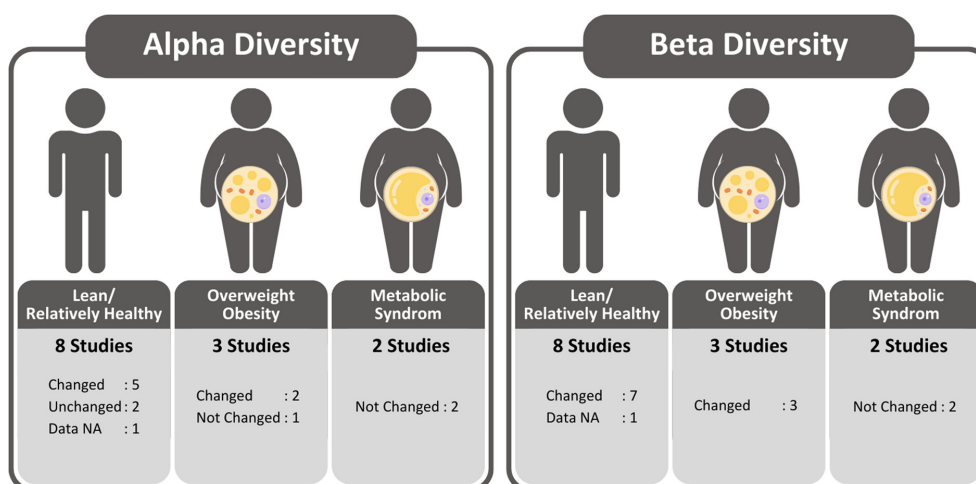 Alpha Diversity
Lean/
Relatively Healthy
8 Studies
Changed : 5
Unchanged : 2
Data NA : 1
Overweight
Obesity
3 Studies
Changed : 2
Not Changed : 1
Metabolic
Syndrom
2 Studies
Not Changed : 2
Beta Diversity
Lean/
Relatively Healthy
8 Studies
Changed : 7
Data NA : 1
Overweight
Obesity
3 Studies
Changed : 3
Metabolic
Syndrom
2 Studies
Not Changed : 2